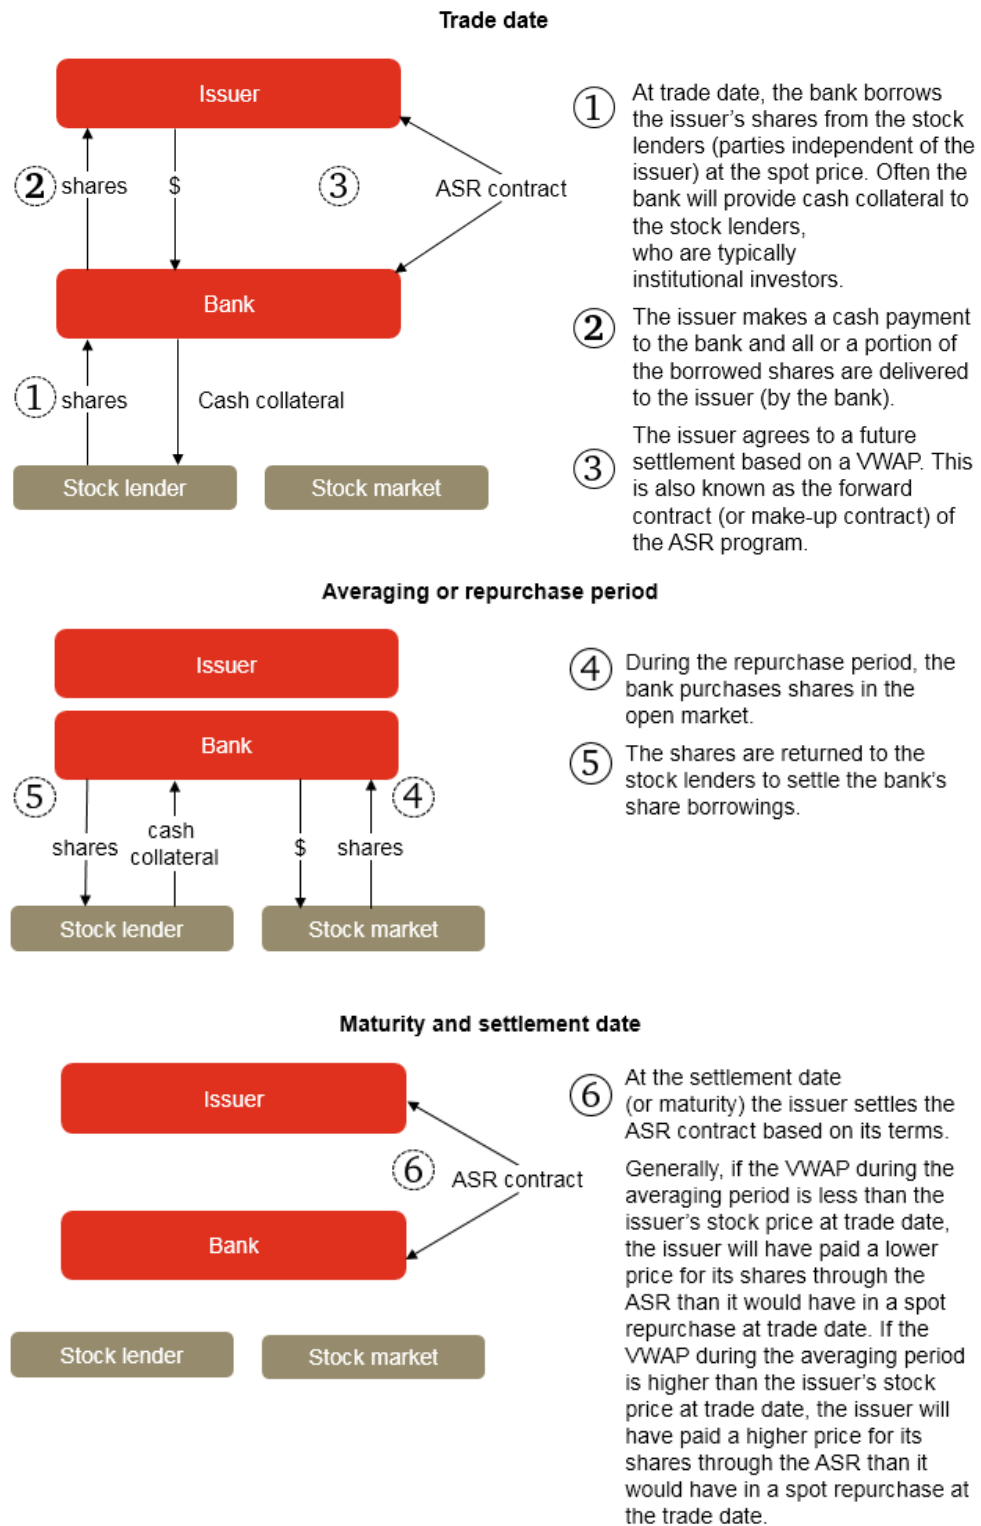 Trade date
Issuer
2 shares
$
3
ASR contract
Bank
1 shares
Cash collateral
Stock lender
Stock market
1 At trade date, the bank borrows
the issuer’s shares from the stock
lenders (parties independent of the
issuer) at the spot price. Often the
bank will provide cash collateral to
the stock lenders,
who are typically
institutional investors.
2 The issuer makes a cash payment
to the bank and all or a portion of
the borrowed shares are delivered
to the issuer (by the bank).
3 The issuer agrees to a future
settlement based on a VWAP. This
is also known as the forward
contract (or make-up contract) of
the ASR program.
Averaging or repurchase period
Issuer
Bank
5
4
shares
cash
collateral
$
shares
Stock lender
Stock market
4 During the repurchase period, the
bank purchases shares in the
open market.
5 The shares are returned to the
stock lenders to settle the bank’s
share borrowings.
Maturity and settlement date
Issuer
6
ASR contract
Bank
Stock lender
Stock market
6 At the settlement date
(or maturity) the issuer settles the
ASR contract based on its terms.
Generally, if the VWAP during the
averaging period is less than the
issuer’s stock price at trade date,
the issuer will have paid a lower
price for its shares through the
ASR than it would have in a spot
repurchase at trade date. If the
VWAP during the averaging period
is higher than the issuer’s stock
price at trade date, the issuer will
have paid a higher price for its
shares through the ASR than it
would have in a spot repurchase at
the trade date.